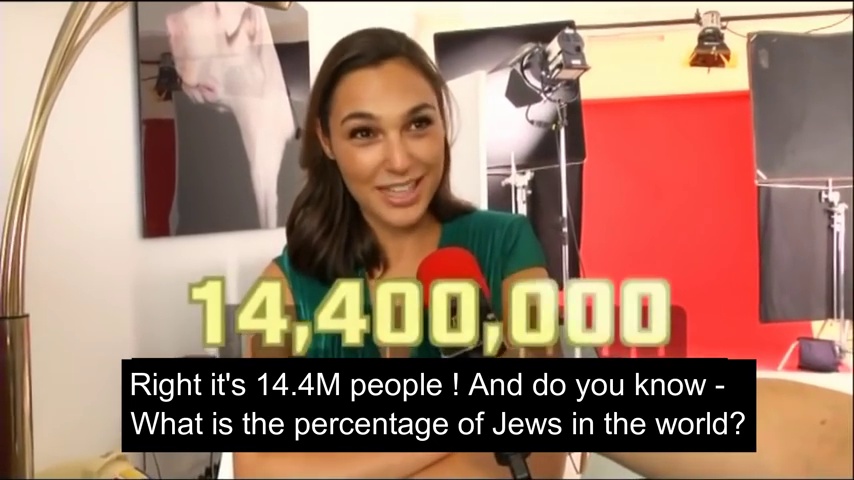 14,400,000
Right it's 14.4M people ! And do you know -
What is the percentage of Jews in the world?